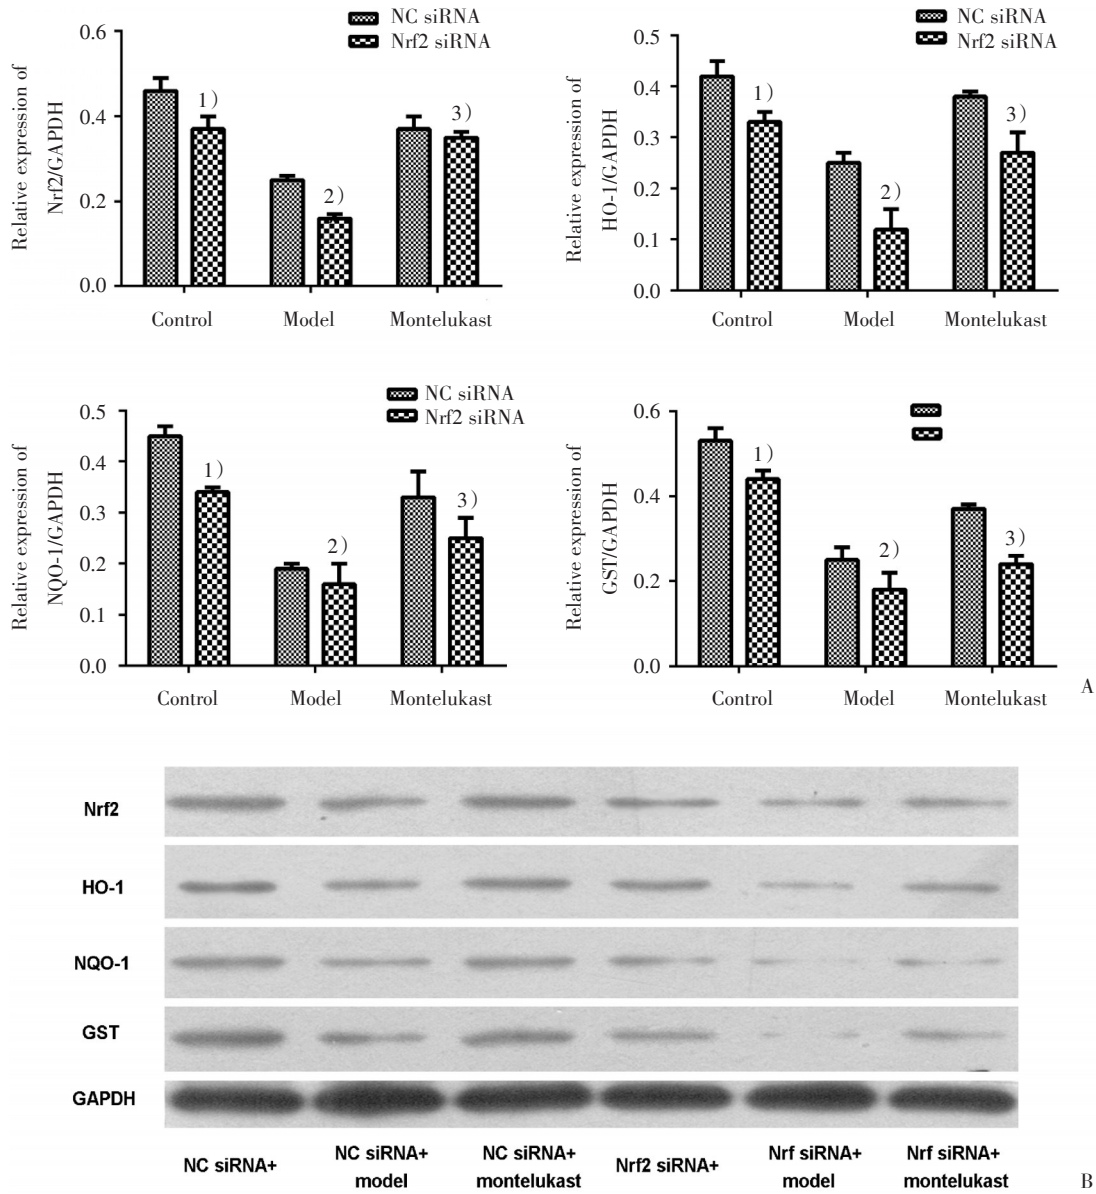 NC siRNA
Nrf2 siRNA
Relative expression of
Nrf2/GAPDH
0.6
0.4
0.2
0.0
1)
2)
3)
Control
Model
Montelukast
NC siRNA
Nrf2 siRNA
Relative expression of
HO-1/GAPDH
0.5
0.4
0.3
0.2
0.1
0.0
1)
2)
3)
Control
Model
Montelukast
NC siRNA
Nrf2 siRNA
Relative expression of
NQO-1/GAPDH
0.5
0.4
0.3
0.2
0.1
0.0
1)
2)
3)
Control
Model
Montelukast
Relative expression of
GST/GAPDH
0.6
0.4
0.2
0.0
1)
2)
3)
Control
Model
Montelukast
A
Nrf2
HO-1
NQO-1
GST
GAPDH
NC siRNA+
NC siRNA+
model
NC siRNA+
montelukast
Nrf2 siRNA+
Nrf siRNA+
model
Nrf siRNA+
montelukast
B